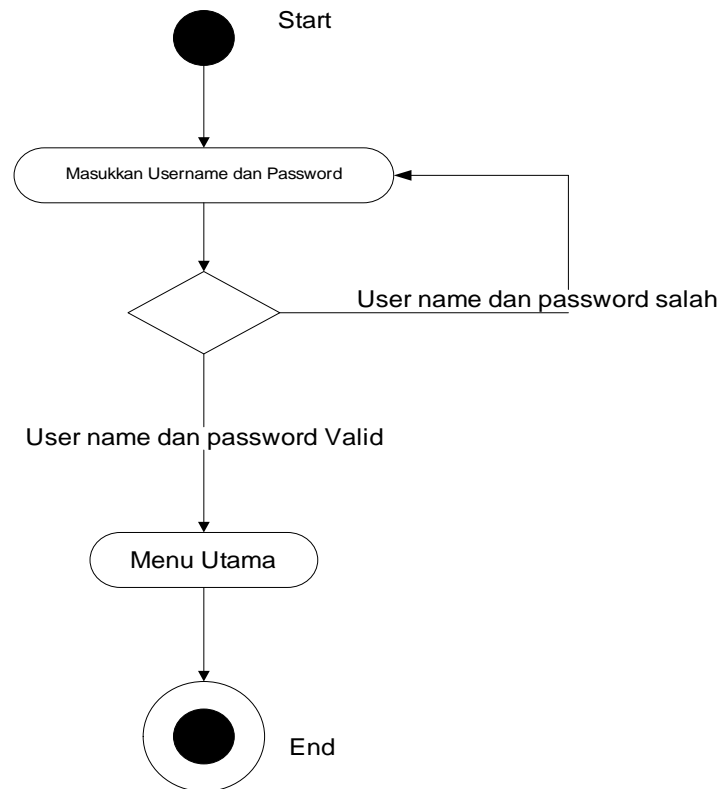 Start
Masukkan Username dan Password
User name dan password salah
User name dan password Valid
Menu Utama
End